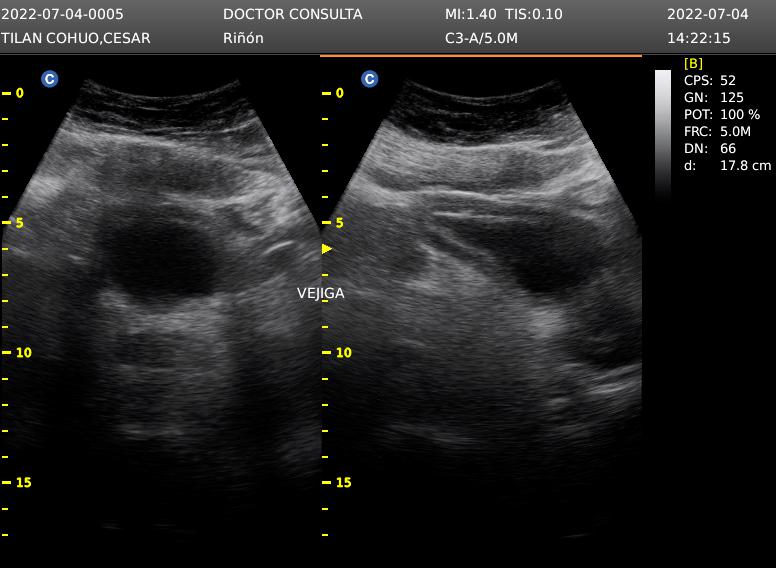 2022-07-04-0005 DOCTOR CONSULTA MI:1.40 TIS:0.10 2022-07-04
TILAN COHUO,CESAR Riñón C3-A/5.0M 14:22:15
[B]
CPS: 52
GN: 125
POT: 100 %
FRC: 5.0M
DN: 66
d: 17.8 cm
C C
0 0
5 5
VEJIGA
10 10
15 15